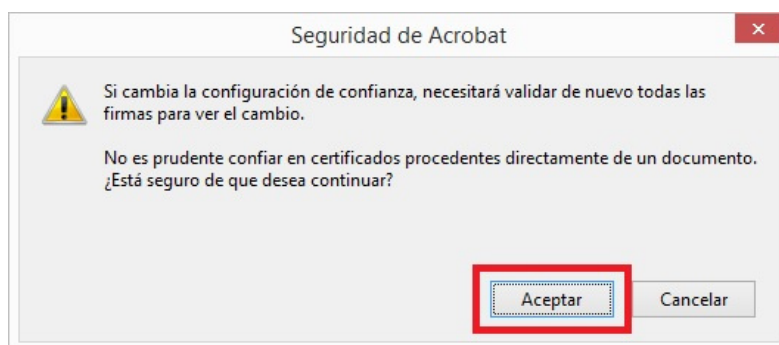 Seguridad de Acrobat
Si cambia la configuración de confianza, necesitará validar de nuevo todas las
firmas para ver el cambio.
No es prudente confiar en certificados procedentes directamente de un documento.
¿Está seguro de que desea continuar?
Aceptar
Cancelar